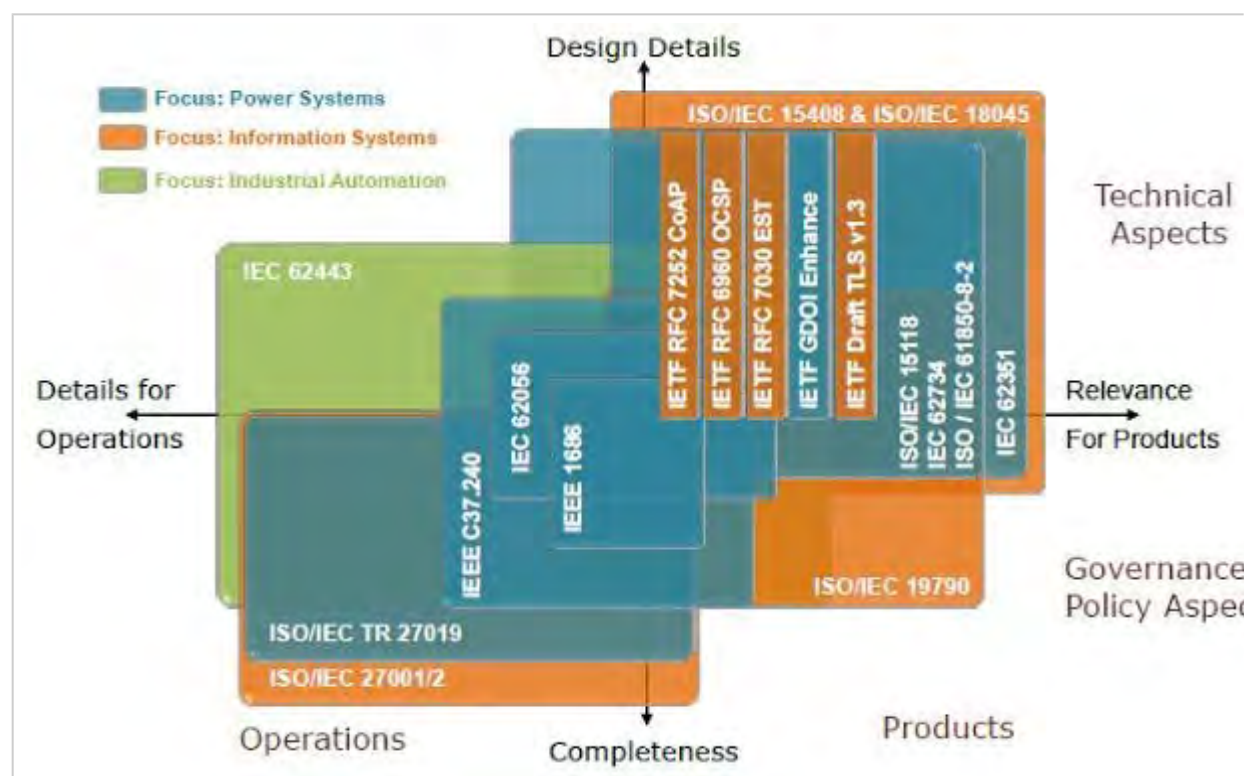 Design Details
Focus: Power Systems
Focus: Information Systems
Focus: Industrial Automation
ISO/IEC 15408 & ISO/IEC 18045
Technical
Aspects
IEC 62443
IETF RFC 7252 CoAP
IETF RFC 6960 OCSP
IETF RFC 7030 EST
IETF GDOI Enhance
IETF Draft TLS v1.3
ISO/IEC 15118
IEC 62734
ISO / IEC 61850-8-2
IEC 62351
Details for
Operations
Relevance
For Products
IEC 62056
IEEE 1686
IEEE C37.240
ISO/IEC 19790
Governance
Policy Aspec
ISO/IEC TR 27019
ISO/IEC 27001/2
Operations
Completeness
Products